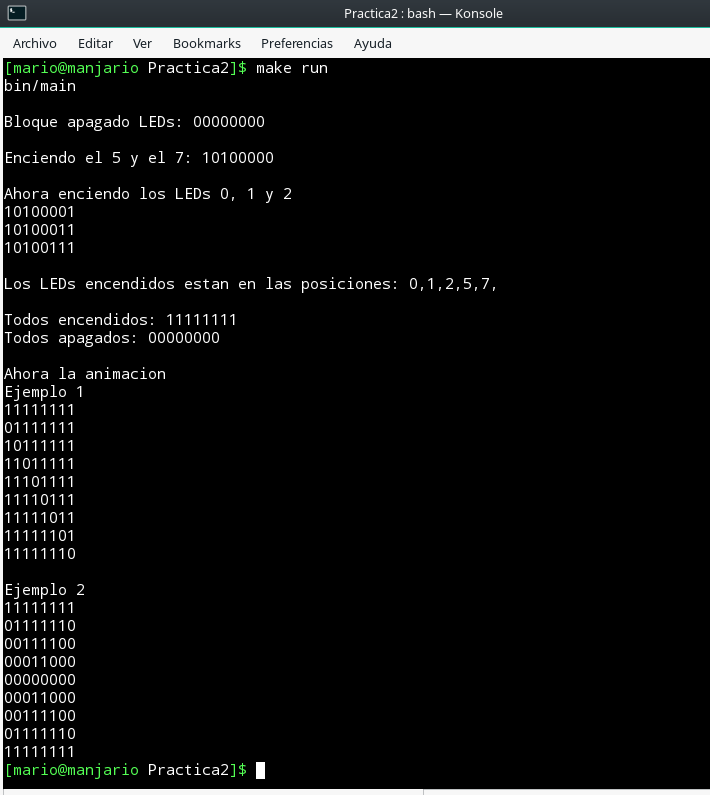 Practica2 : bash — Konsole
Archivo Editar Ver Bookmarks Preferencias Ayuda
[mario@manjario Practica2]$ make run
bin/main
Bloque apagado LEDs: 00000000
Enciendo el 5 y el 7: 10100000
Ahora enciendo los LEDs 0, 1 y 2
10100001
10100011
10100111
Los LEDs encendidos estan en las posiciones: 0,1,2,5,7,
Todos encendidos: 11111111
Todos apagados: 00000000
Ahora la animacion
Ejemplo 1
11111111
01111111
10111111
11011111
11101111
11110111
11111011
11111101
11111110
Ejemplo 2
11111111
01111110
00111100
00011000
00000000
00011000
00111100
01111110
11111111
[mario@manjario Practica2]$